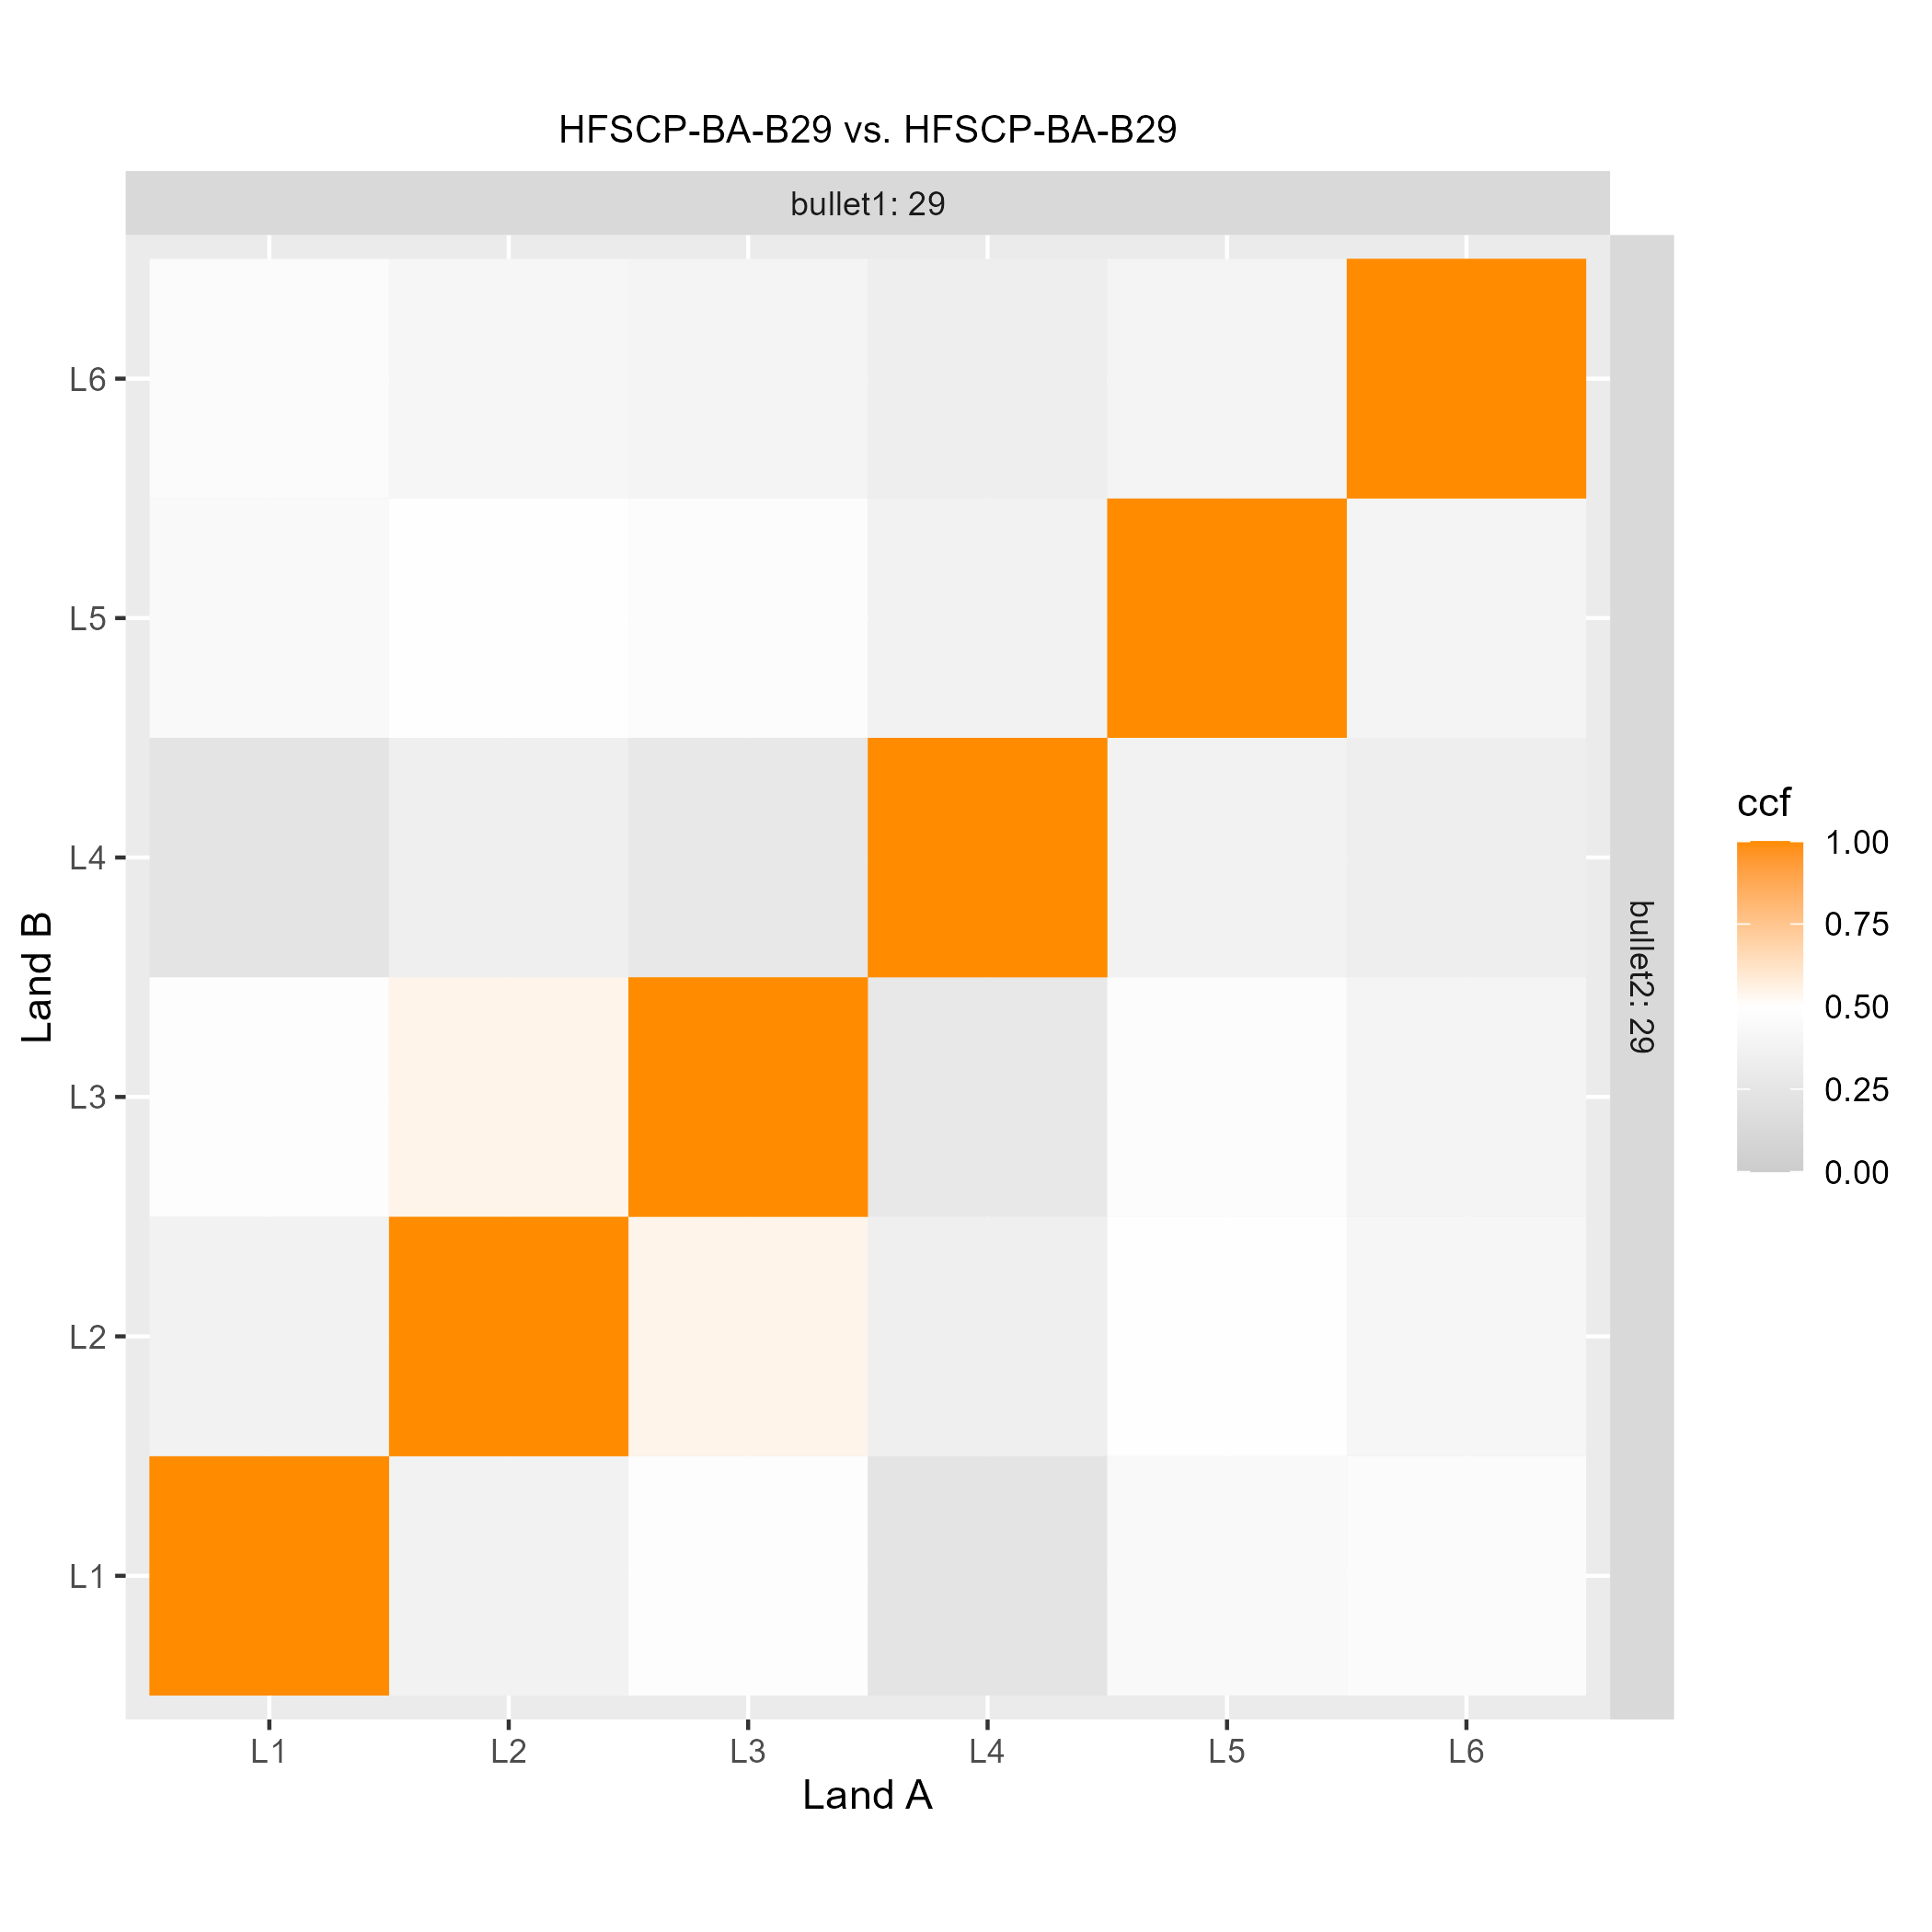 HFSCP-BA-B29 vs. HFSCP-BA-B29
bullet1: 29
L6
L5
L4
L3
L2
L1
Land B
bullet2: 29
ccf
1.00
0.75
0.50
0.25
0.00
L1 L2 L3 L4 L5 L6
Land A